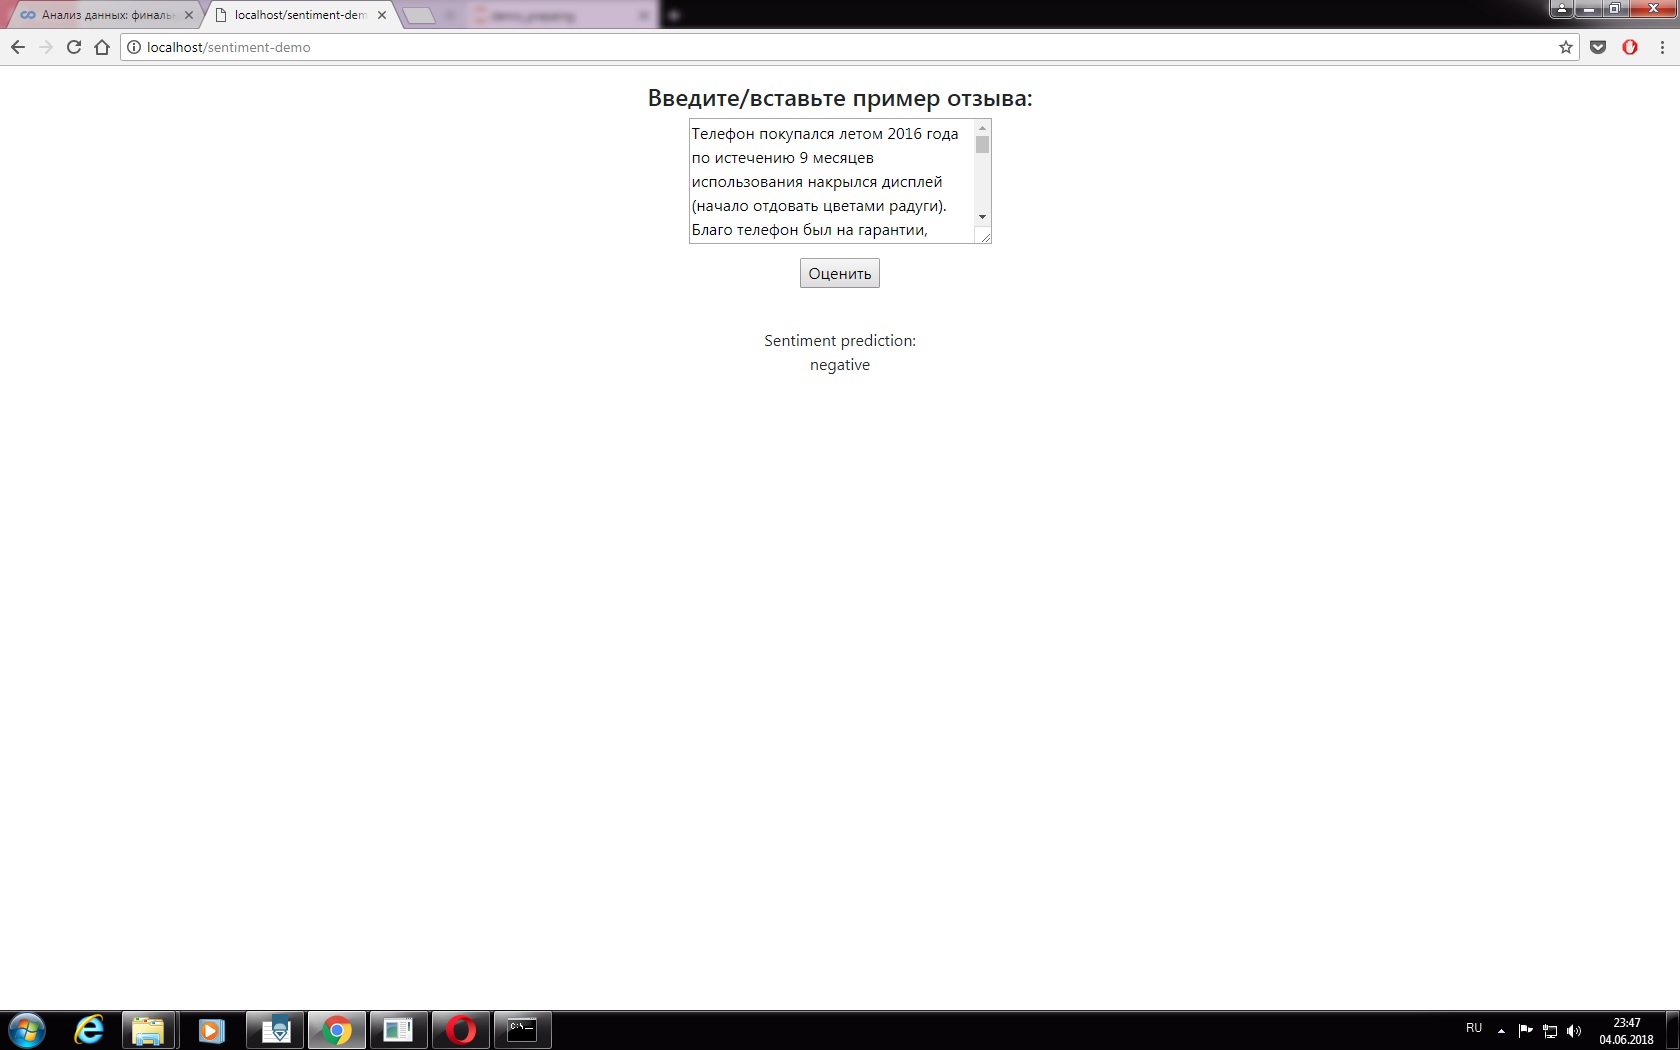 Анализ данных: финальн
localhost/sentiment-dem
localhost/sentiment-demo
Введите/вставьте пример отзыва:
Телефон покупался летом 2016 года
по истечению 9 месяцев
использования накрылся дисплей
(начало отдовать цветами радуги).
Благо телефон был на гарантии,
Оценить
Sentiment prediction:
negative
RU
23:47
04.06.2018